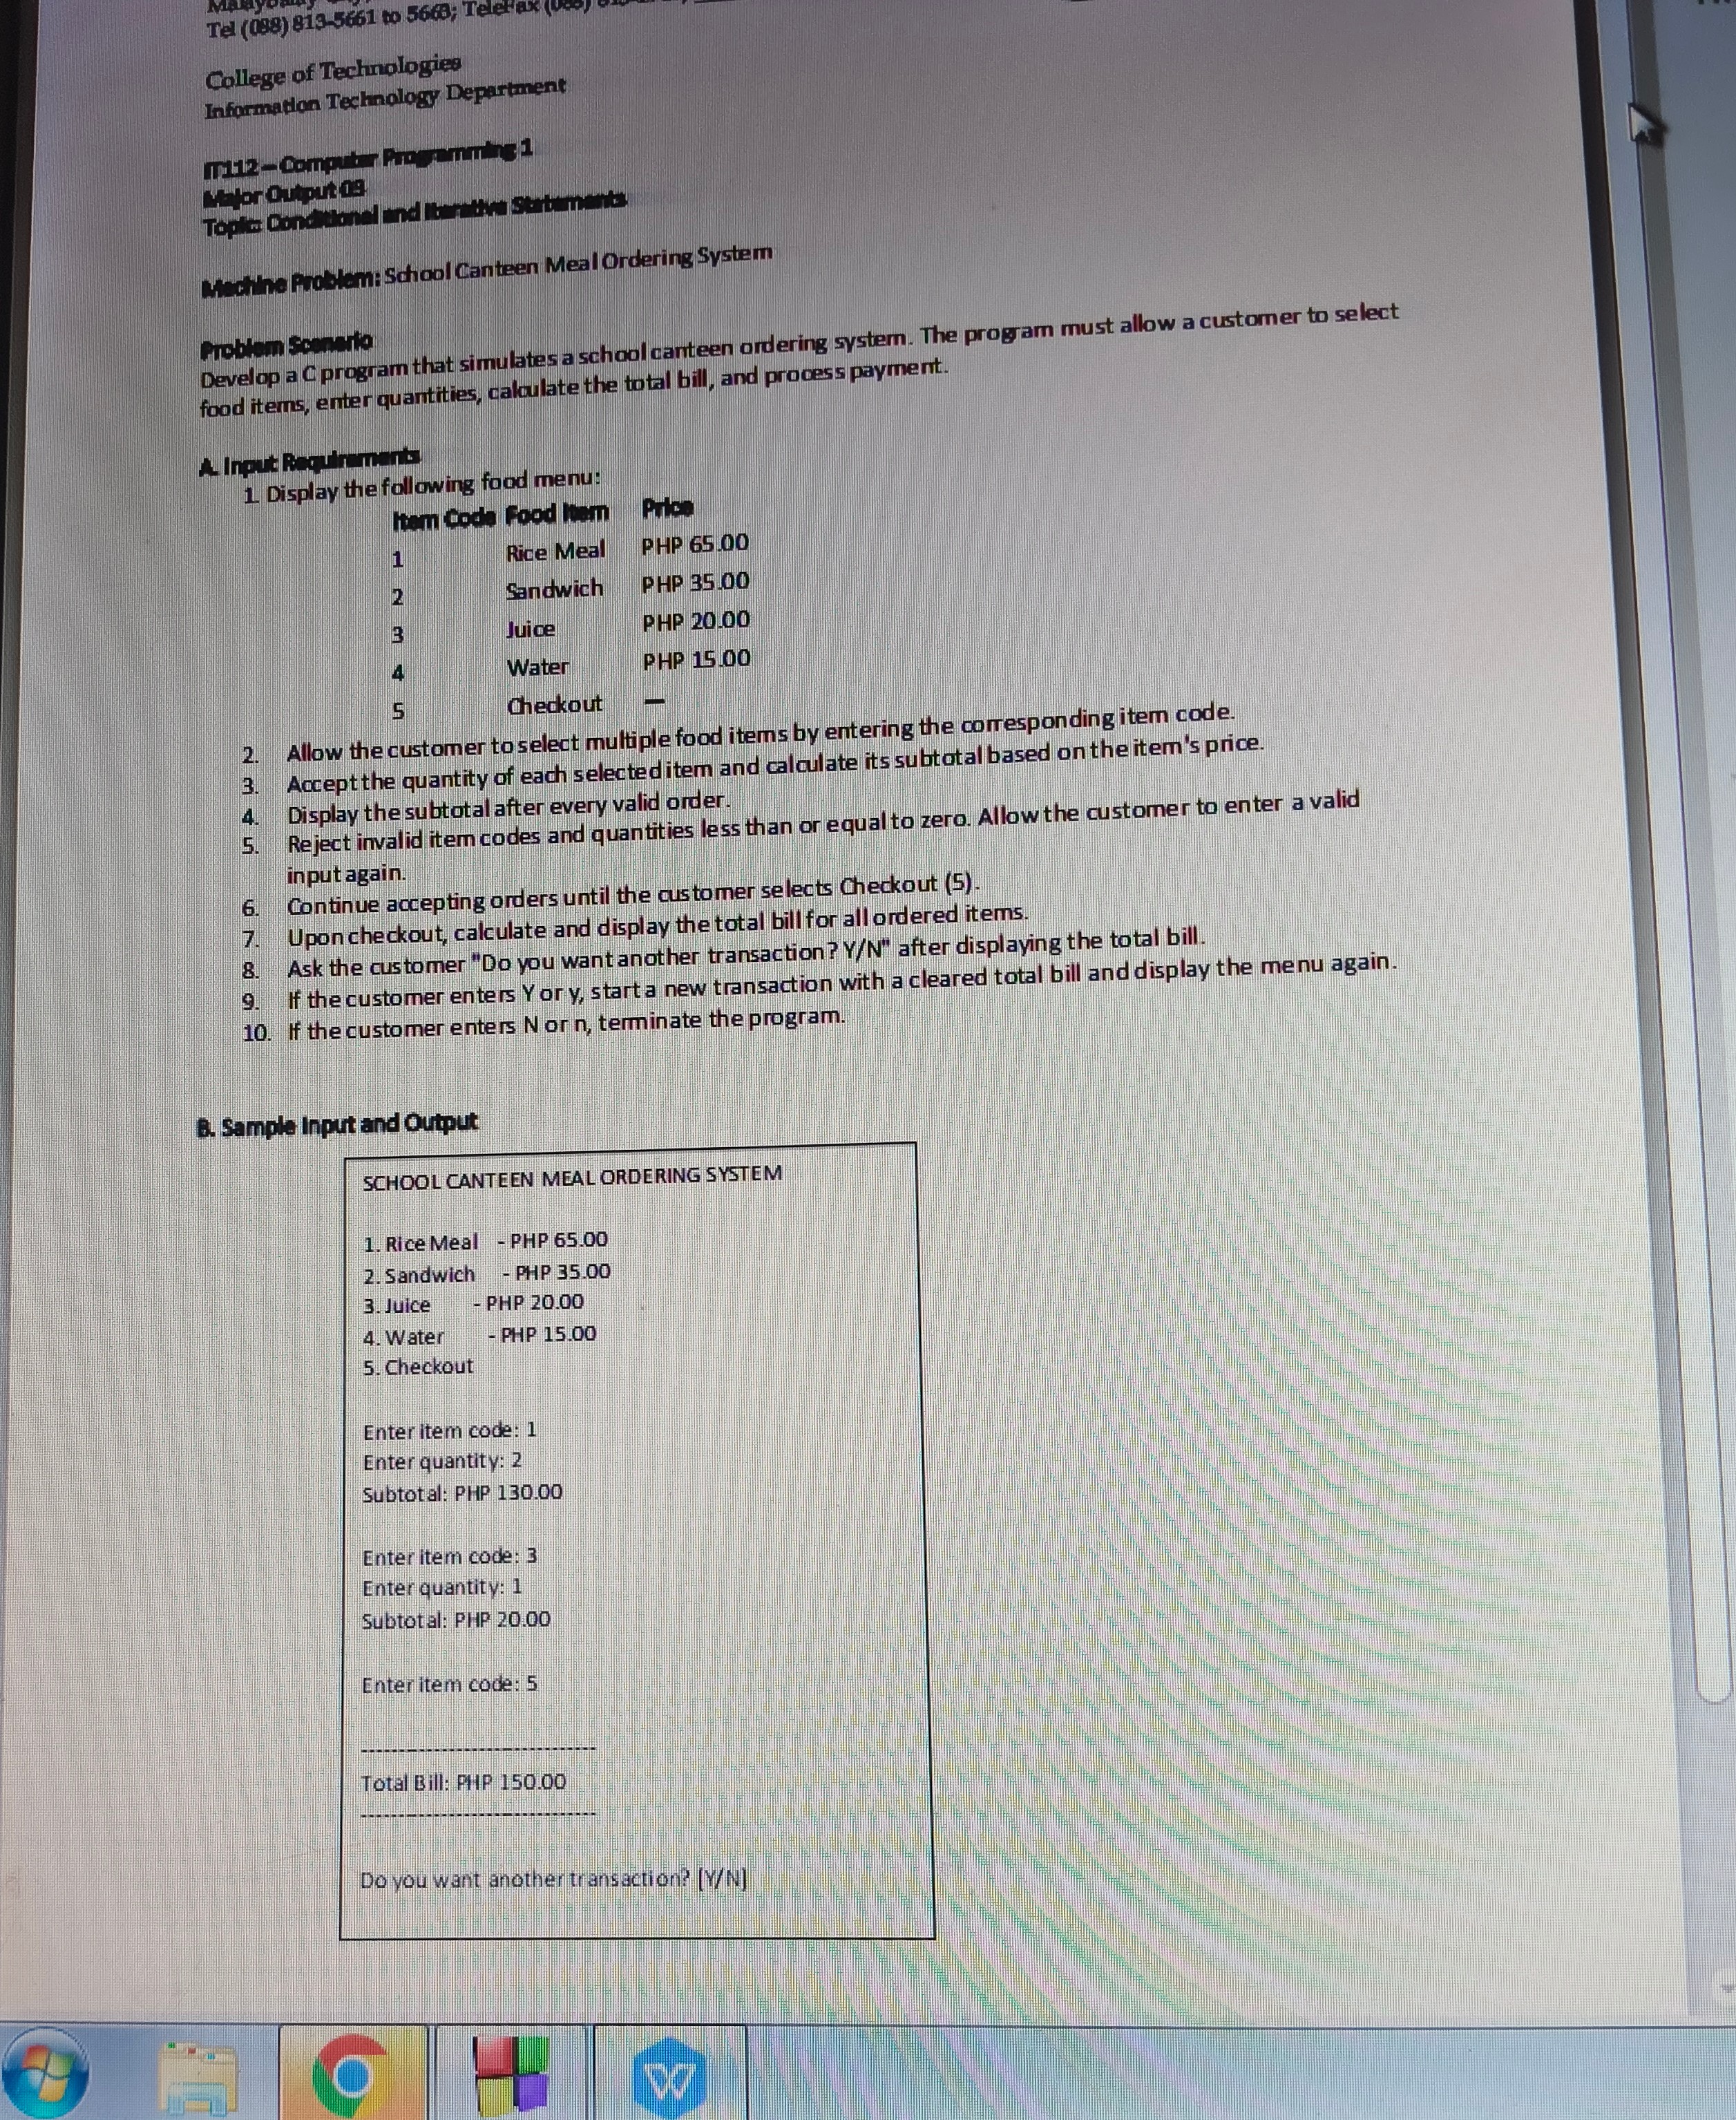 Tel (088) 813-5661 to 5663; TeleFax (088)
College of Technologies
Information Technology Department
IT112 – Computer Programming 1
Major Output 03
Topic: Conditional and Iterative Statements
Machine Problem: School Canteen Meal Ordering System
Problem Scenario
Develop a C program that simulates a school canteen ordering system. The program must allow a customer to select
food items, enter quantities, calculate the total bill, and process payment.
A. Input Requirements
1. Display the following food menu:
Item Code Food Item Price
1 Rice Meal PHP 65.00
2 Sandwich PHP 35.00
3 Juice PHP 20.00
4 Water PHP 15.00
5 Checkout —
2. Allow the customer to select multiple food items by entering the corresponding item code.
3. Accept the quantity of each selected item and calculate its subtotal based on the item's price.
4. Display the subtotal after every valid order.
5. Reject invalid item codes and quantities less than or equal to zero. Allow the customer to enter a valid
input again.
6. Continue accepting orders until the customer selects Checkout (5).
7. Upon checkout, calculate and display the total bill for all ordered items.
8. Ask the customer "Do you want another transaction? Y/N" after displaying the total bill.
9. If the customer enters Y or y, start a new transaction with a cleared total bill and display the menu again.
10. If the customer enters N or n, terminate the program.
B. Sample Input and Output
SCHOOL CANTEEN MEAL ORDERING SYSTEM
1. Rice Meal - PHP 65.00
2. Sandwich - PHP 35.00
3. Juice - PHP 20.00
4. Water - PHP 15.00
5. Checkout
Enter item code: 1
Enter quantity: 2
Subtotal: PHP 130.00
Enter item code: 3
Enter quantity: 1
Subtotal: PHP 20.00
Enter item code: 5
-------------------------------
Total Bill: PHP 150.00
-------------------------------
Do you want another transaction? [Y/N]